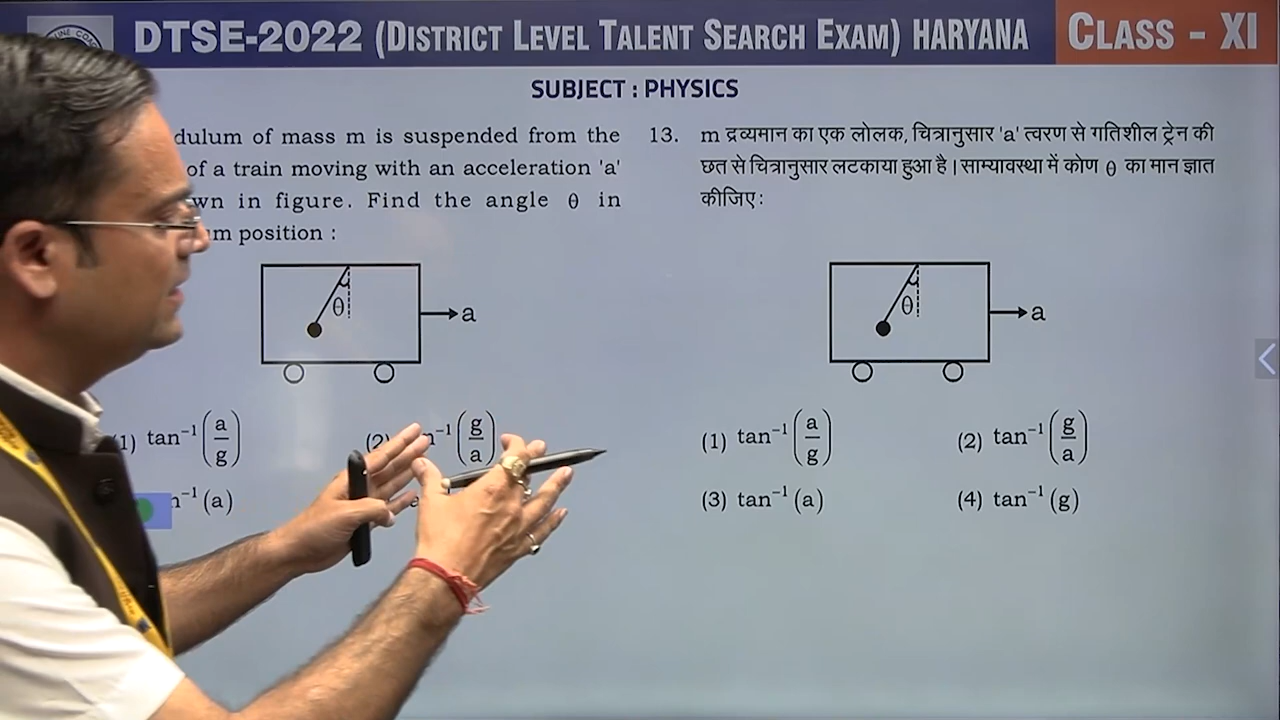 DTSE-2022 (DISTRICT LEVEL TALENT SEARCH EXAM) HARYANA
CLASS - XI
SUBJECT : PHYSICS
of mass m is suspended from the
of a train moving with an acceleration 'a'
in figure. Find the angle θ in
position :
θ
a
(1) tan⁻¹(a/g)
(2) (g/a)
(a)
13. m द्रव्यमान का एक लोलक, चित्रानुसार 'a' त्वरण से गतिशील ट्रेन की
छत से चित्रानुसार लटकाया हुआ है। साम्यावस्था में कोण θ का मान ज्ञात
कीजिए :
θ
a
(1) tan⁻¹(a/g)
(2) tan⁻¹(g/a)
(3) tan⁻¹(a)
(4) tan⁻¹(g)